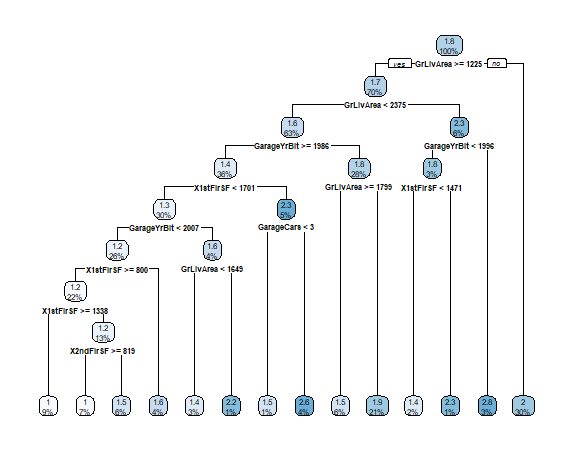 1.8
100%
yes GrLivArea >= 1225 no
1.7
70%
GrLivArea < 2375
1.6
63%
2.3
6%
GarageYrBlt >= 1986
GarageYrBlt < 1996
1.4
36%
1.8
28%
1.8
3%
X1stFlrSF < 1701
GrLivArea >= 1799
X1stFlrSF < 1471
1.3
30%
2.3
5%
GarageYrBlt < 2007
GarageCars < 3
1.2
26%
1.6
4%
X1stFlrSF >= 800
GrLivArea < 1649
1.2
22%
X1stFlrSF >= 1338
1.2
13%
X2ndFlrSF >= 819
1 1 1.5 1.6 1.4 2.2 1.5 2.6 1.5 1.9 1.4 2.3 2.8 2
9% 7% 6% 4% 3% 1% 1% 4% 6% 21% 2% 1% 3% 30%